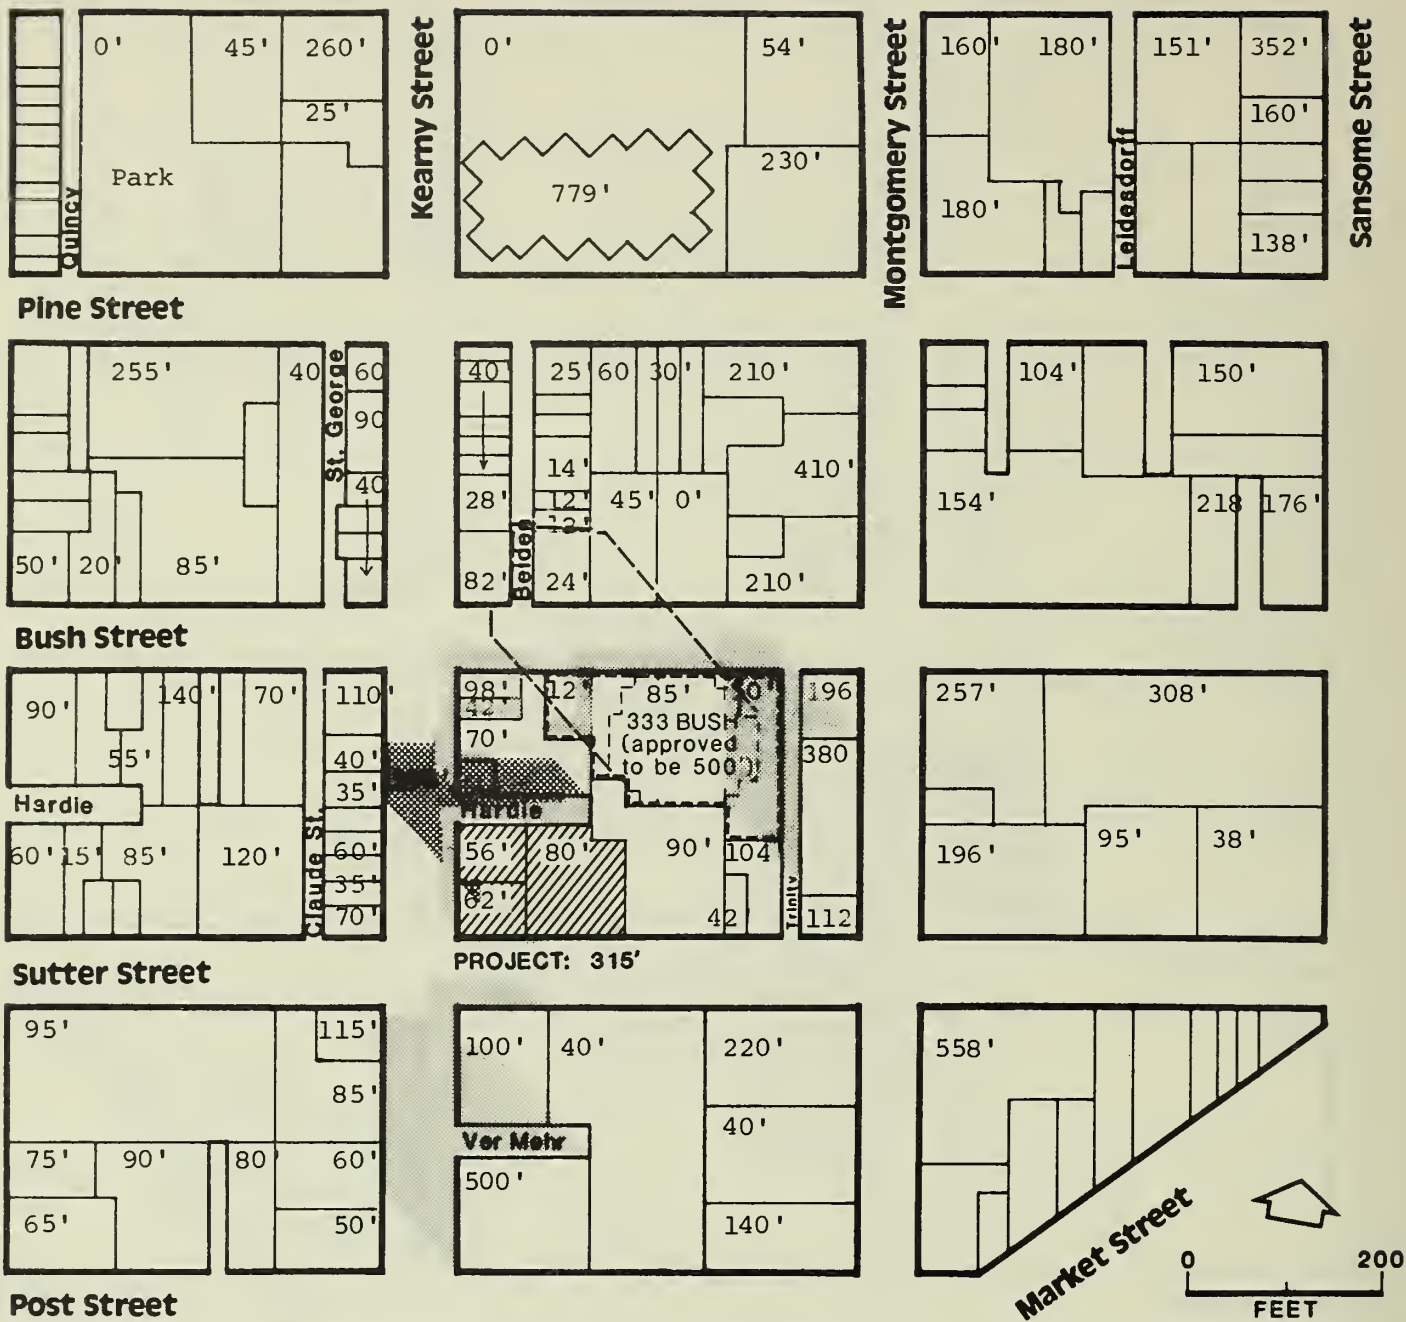 0' 45' 260' 0' 54' 160' 180' 151' 352'
25' 160'
Park 779' 230' 180' 138'
Quincy
Kearny Street
Montgomery Street
Leidesdorff
Sansome Street
Pine Street
255' 40 60 40' 25' 60 30' 210' 104' 150'
90
14' 410'
40 28' 12' 45' 0' 154' 218 176'
50' 20' 85' 82' 24' 210'
St. George
Belden
Bush Street
90' 140' 70' 110' 98' 12' 85' 196 257' 308'
42'
333 BUSH
(approved
to be 500')
55' 40' 70' 380
35'
Hardie
Hardie
60' 15' 85' 120' 60' 56' 80' 90' 104 196' 95' 38'
35' 62'
70' 42' 112
Claude St.
Trinity
Sutter Street
PROJECT: 315'
95' 115' 100' 40' 220' 558'
85'
40'
Ver Mehr
75' 90' 80 60' 500'
65' 50' 140'
Market Street
Post Street
0 200
FEET